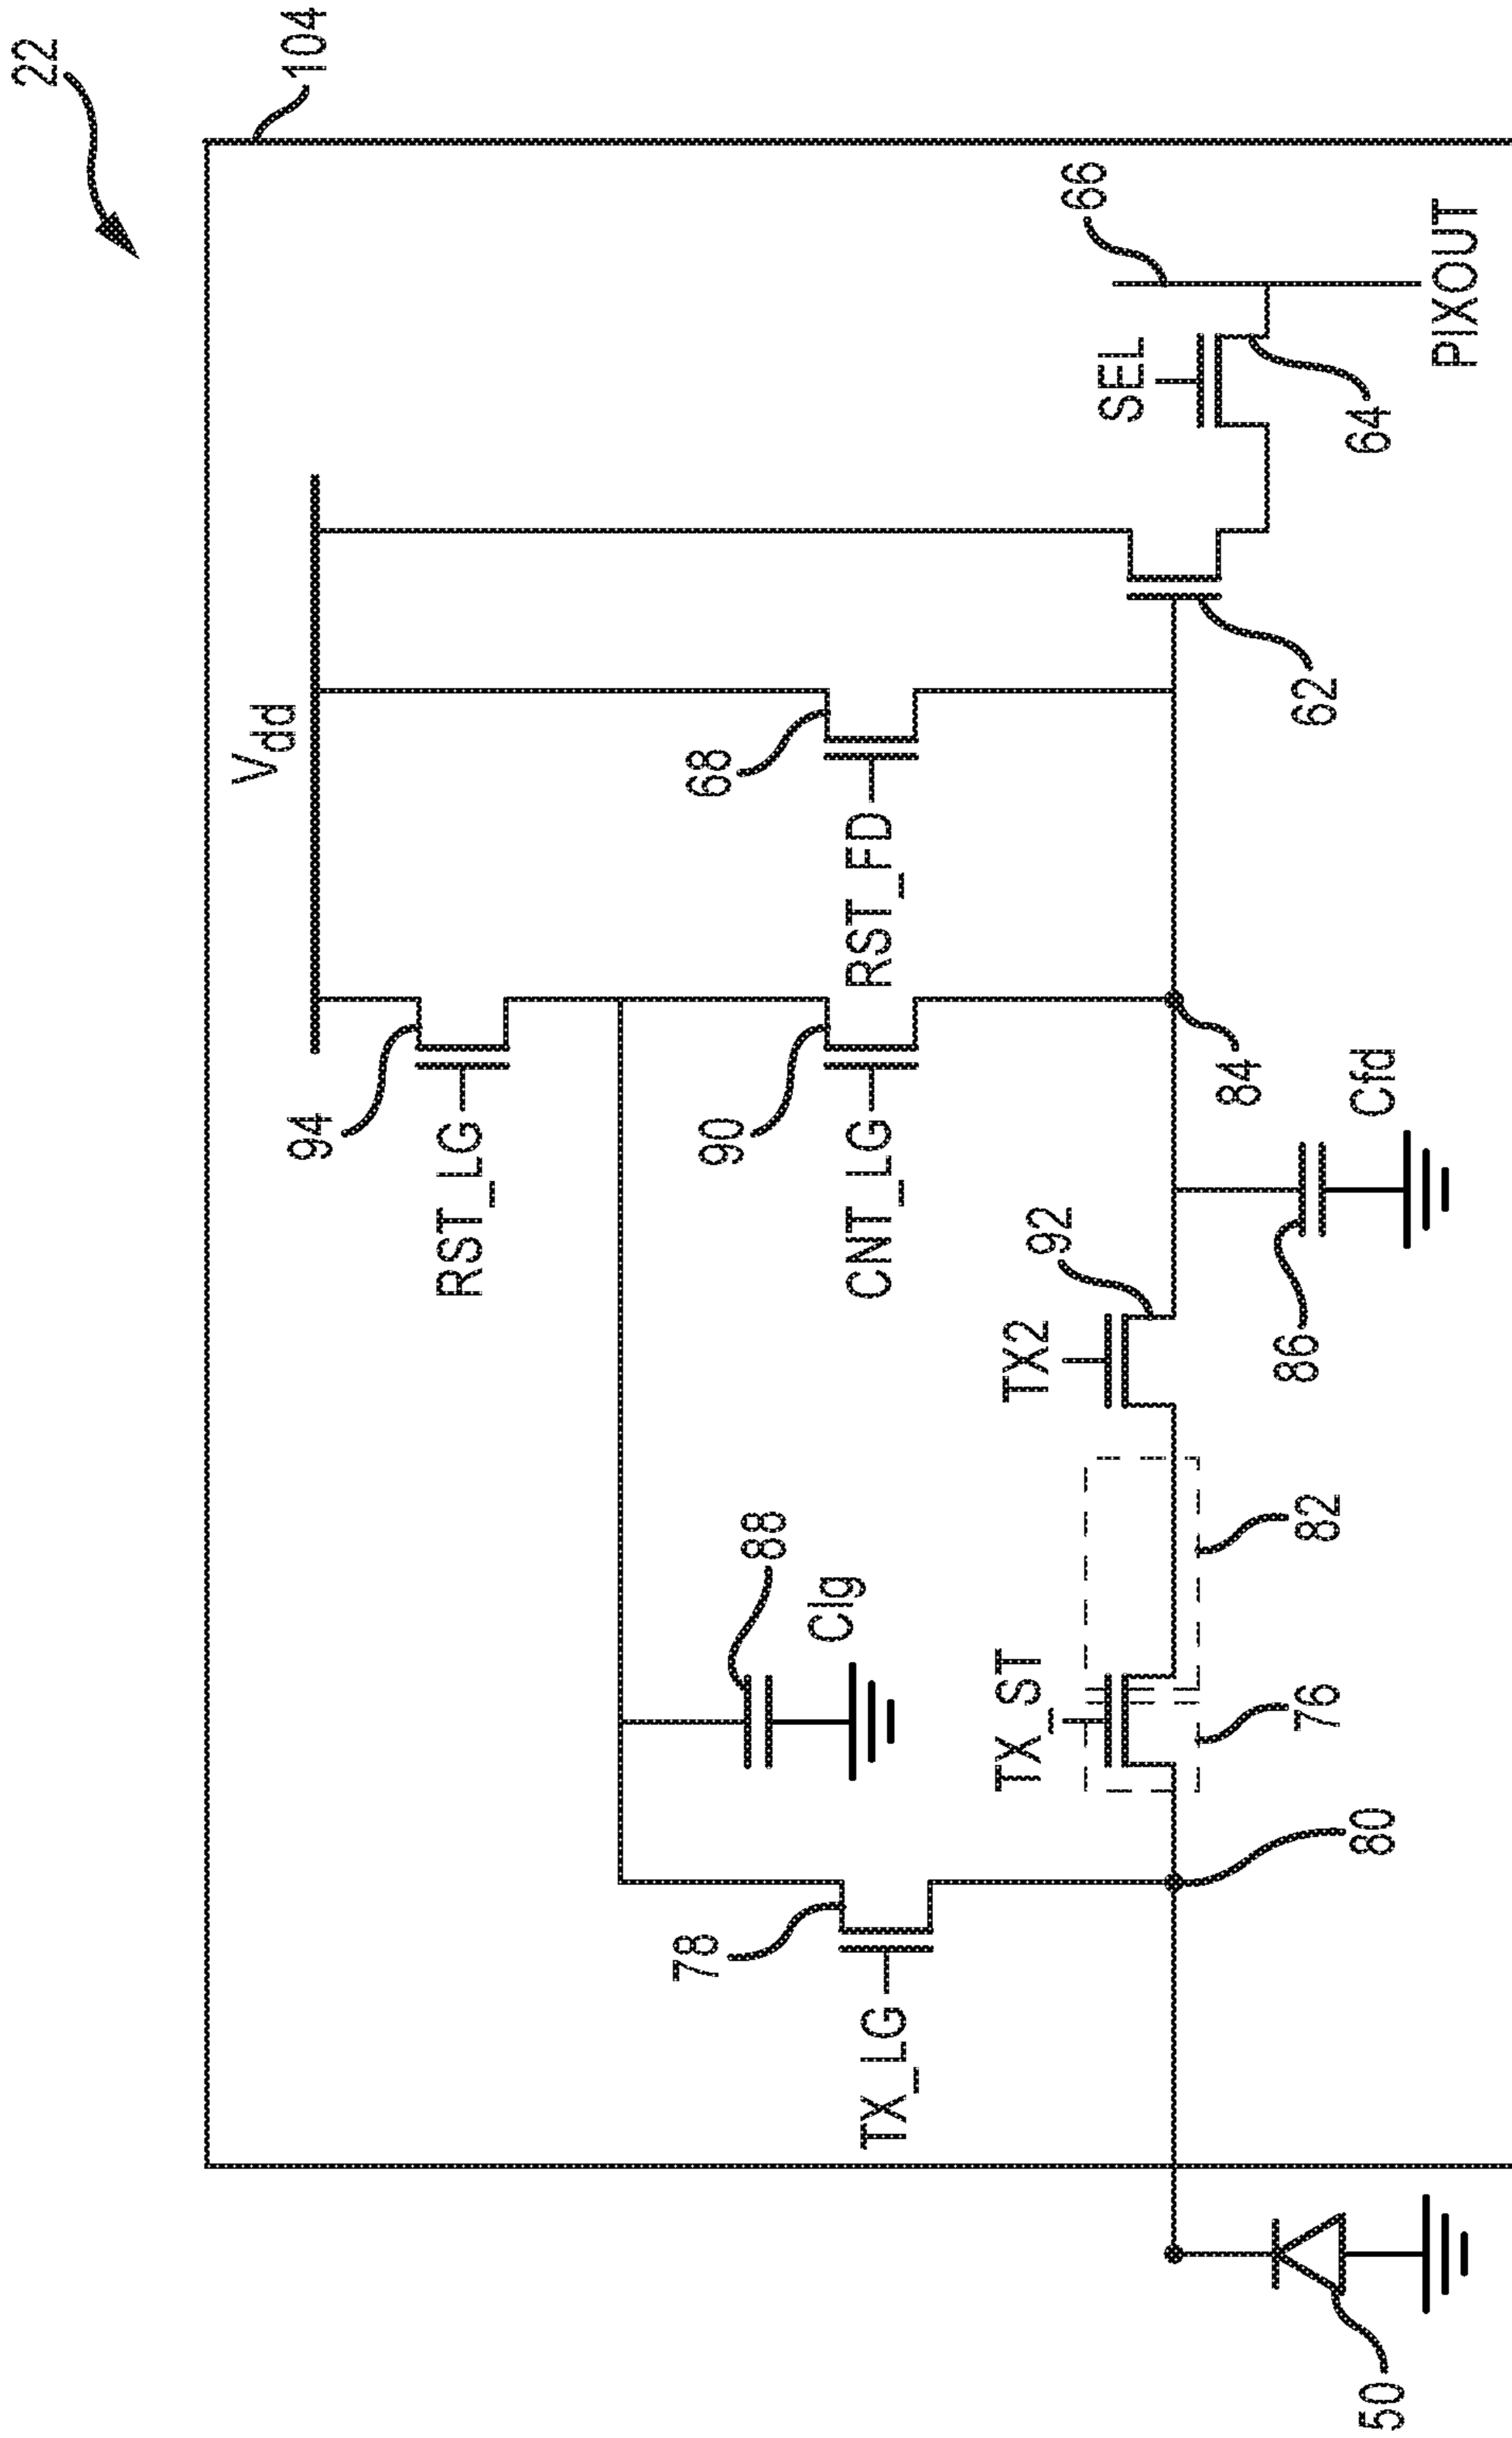 22
104
Vdd
94
RST_LG
68
RST_FD
90
CNT_LG
88
Clg
78
TX_LG
TX_ST
TX2
92
SEL
66
PIXOUT
64
62
84
Cfd
86
82
76
80
50